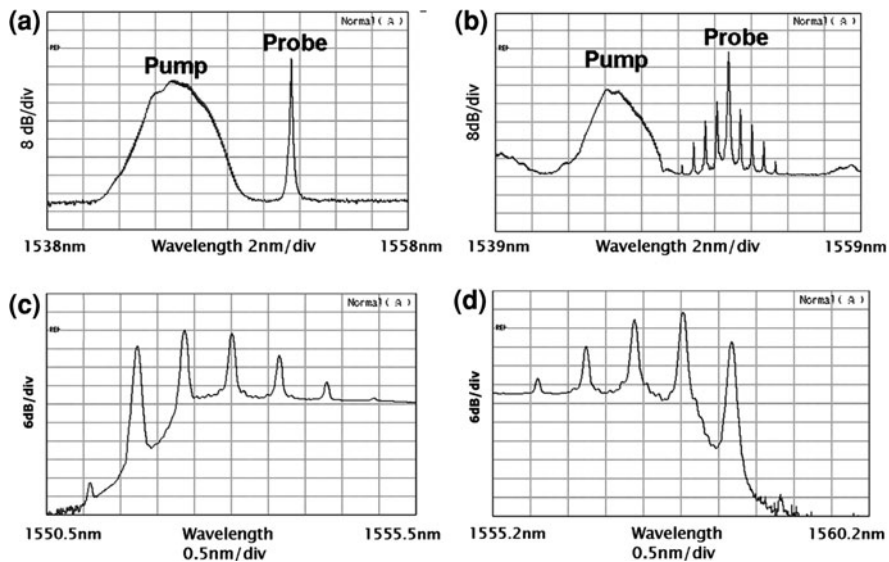 (a)
Normal(A)
Probe
Pump
8 dB/div
1538nm Wavelength 2nm/div 1558nm
(b)
Normal(A)
Probe
Pump
8dB/div
1539nm Wavelength 2nm/div 1559nm
(c)
Normal(A)
6dB/div
1550.5nm Wavelength 1555.5nm
0.5nm/div
(d)
Normal(A)
6dB/div
1555.2nm Wavelength 1560.2nm
0.5nm/div